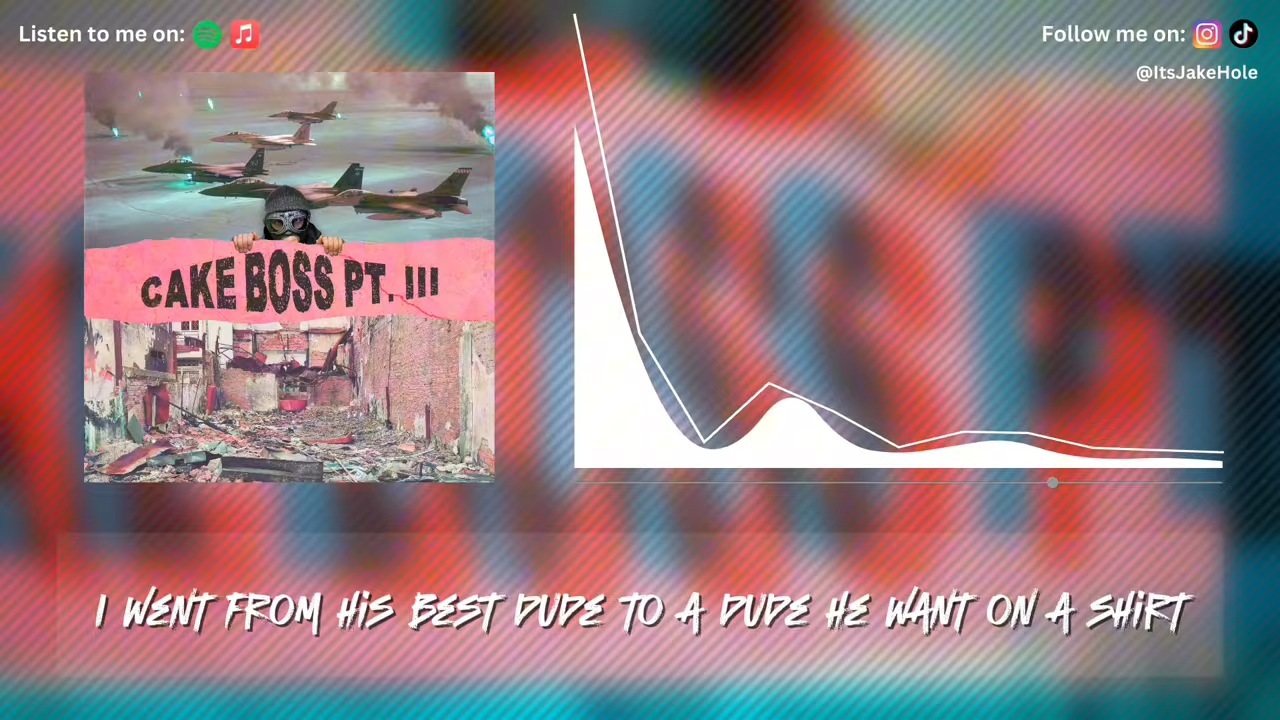 Listen to me on:
Follow me on:
@ItsJakeHole
CAKE BOSS PT. III
I WENT FROM HIS BEST DUDE TO A DUDE HE WANT ON A SHIRT